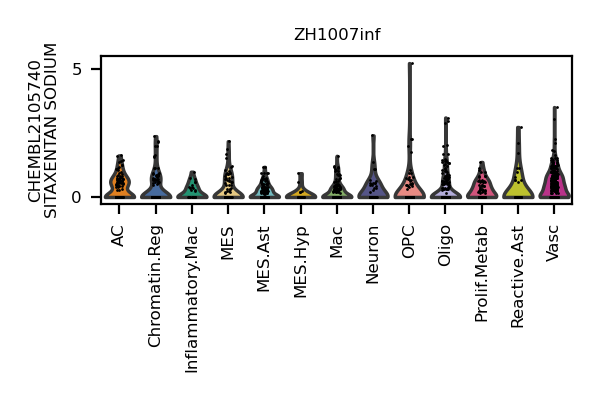 ZH1007inf
CHEMBL2105740
SITAXENTAN SODIUM
5
0
AC
Chromatin.Reg
Inflammatory.Mac
MES
MES.Ast
MES.Hyp
Mac
Neuron
OPC
Oligo
Prolif.Metab
Reactive.Ast
Vasc